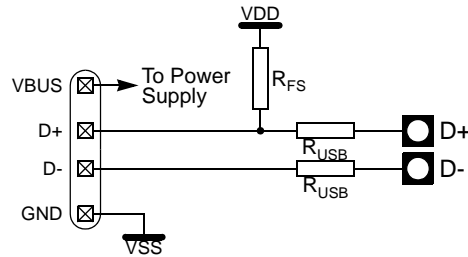 VDD
VBUS
To Power
Supply
RFS
D+
D+
RUSB
D-
D-
RUSB
GND
VSS